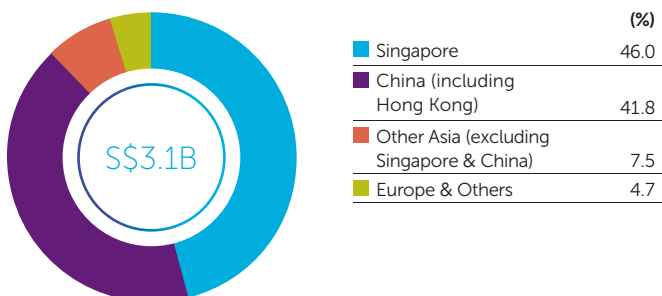 (%)
Singapore 46.0
China (including
Hong Kong) 41.8
Other Asia (excluding
Singapore & China) 7.5
Europe & Others 4.7
S$3.1B